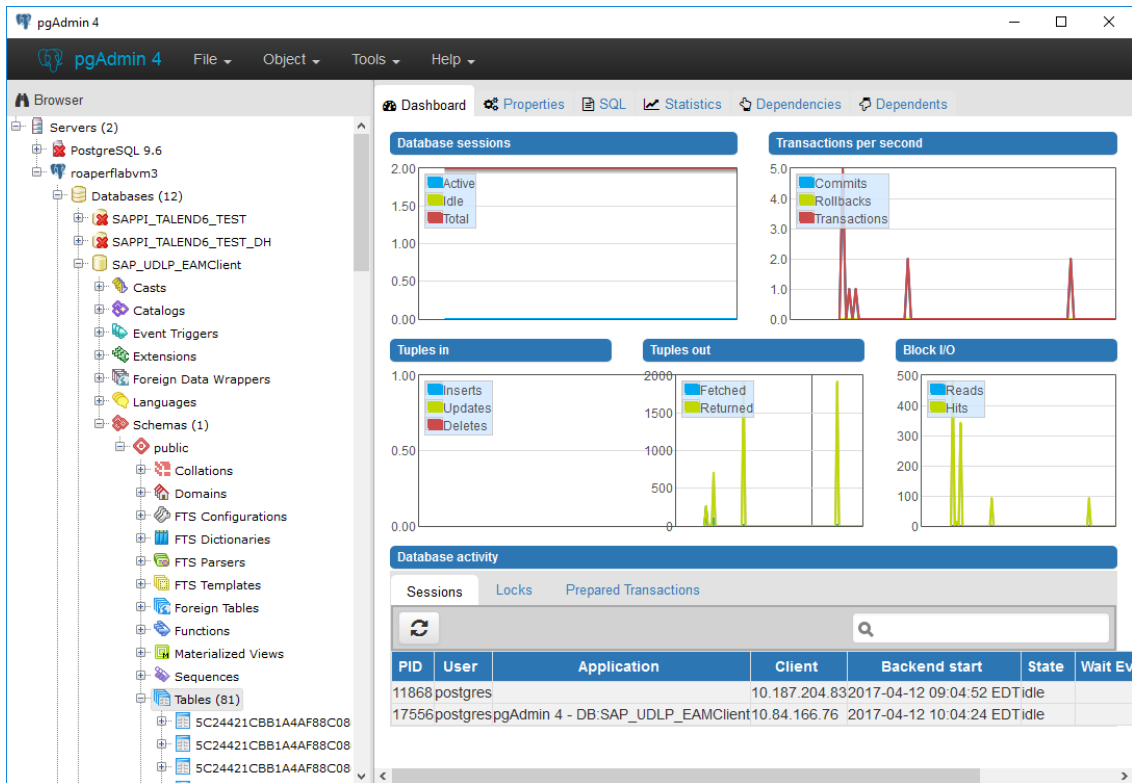 pgAdmin 4
pgAdmin 4 File Object Tools Help
Browser
Servers (2)
PostgreSQL 9.6
roaperflabvm3
Databases (12)
SAPPI_TALEND6_TEST
SAPPI_TALEND6_TEST_DH
SAP_UDLP_EAMClient
Casts
Catalogs
Event Triggers
Extensions
Foreign Data Wrappers
Languages
Schemas (1)
public
Collations
Domains
FTS Configurations
FTS Dictionaries
FTS Parsers
FTS Templates
Foreign Tables
Functions
Materialized Views
Sequences
Tables (81)
5C24421CBB1A4AF88C08
5C24421CBB1A4AF88C08
5C24421CBB1A4AF88C08
Dashboard Properties SQL Statistics Dependencies Dependents
Database sessions
2.00
1.50
1.00
0.50
0.00
Active
Idle
Total
Transactions per second
5.0
4.0
3.0
2.0
1.0
0.0
Commits
Rollbacks
Transactions
Tuples in
1.00
0.50
0.00
Inserts
Updates
Deletes
Tuples out
2000
1500
1000
500
0
Fetched
Returned
Block I/O
500
400
300
200
100
0
Reads
Hits
Database activity
Sessions Locks Prepared Transactions
PID User Application Client Backend start State Wait Ev
11868 postgres 10.187.204.83 2017-04-12 09:04:52 EDT idle
17556 postgres pgAdmin 4 - DB:SAP_UDLP_EAMClient 10.84.166.76 2017-04-12 10:04:24 EDT idle